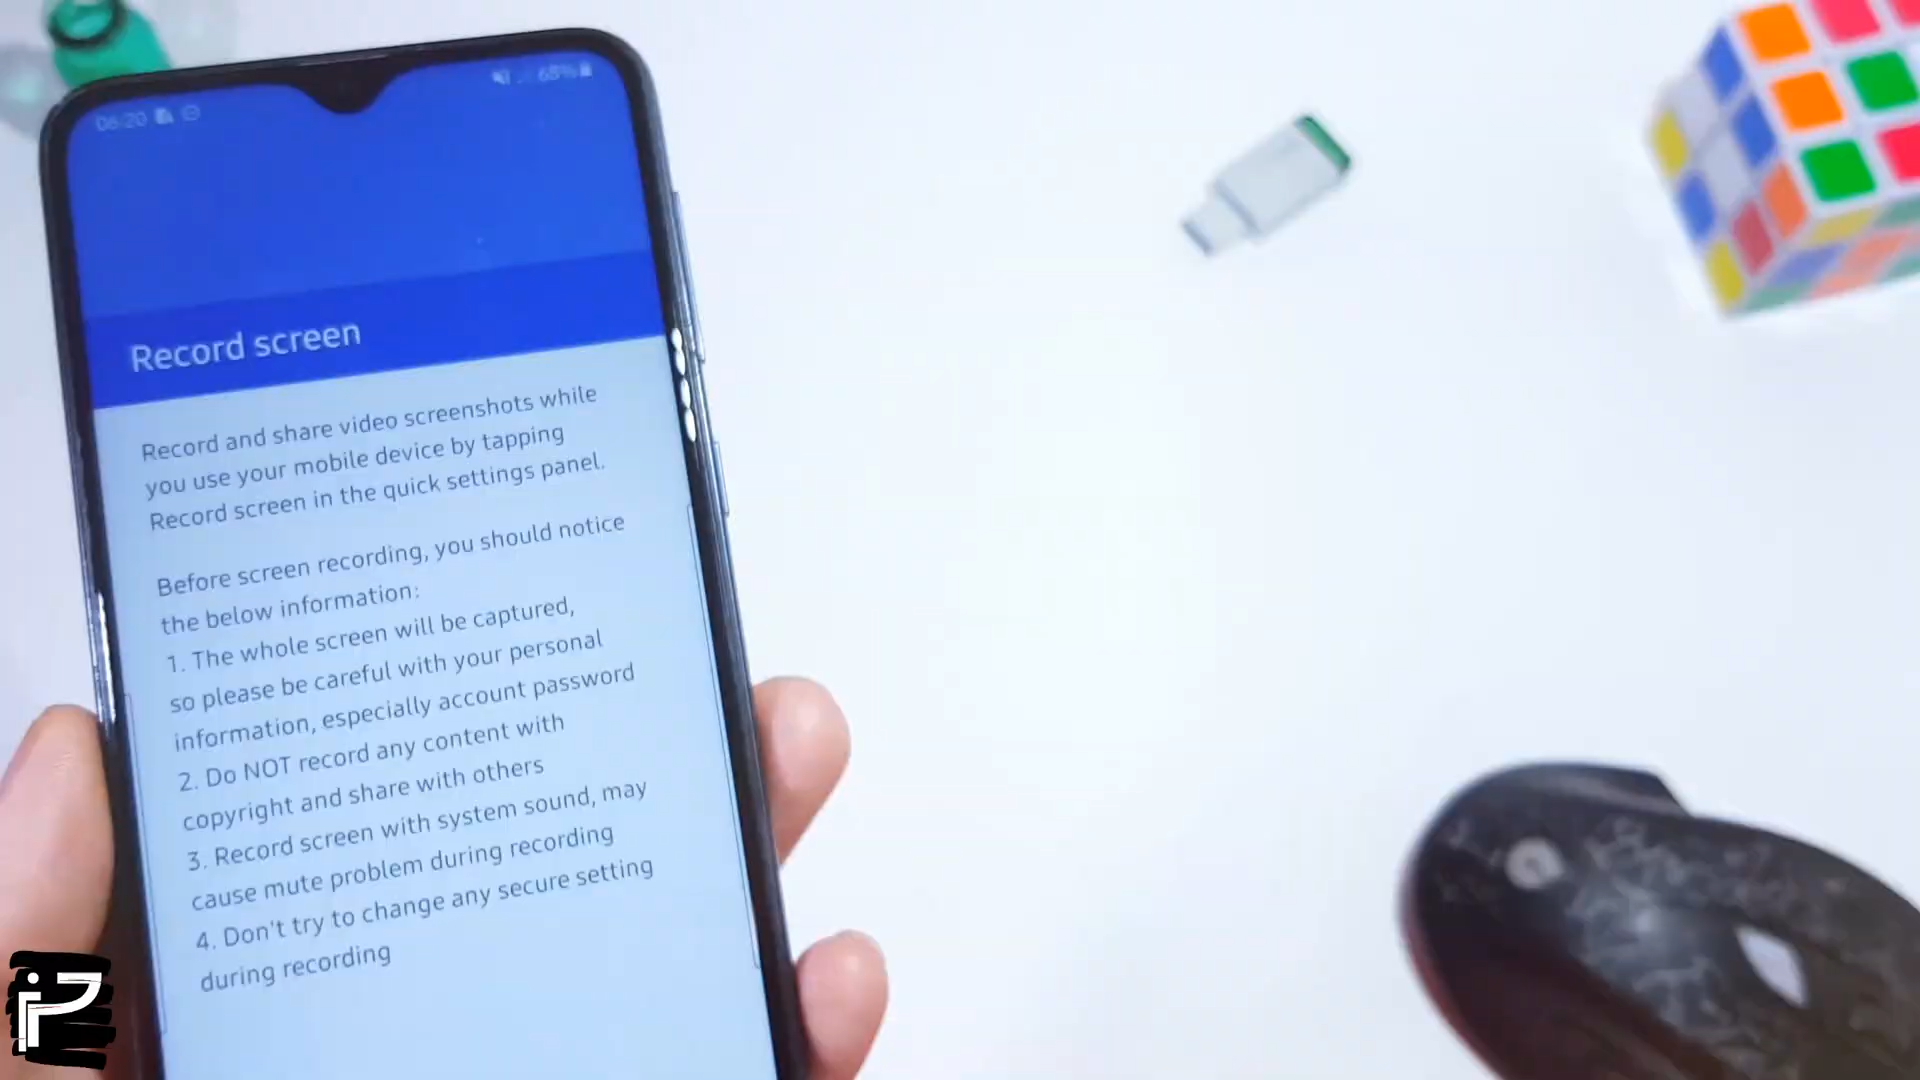 06:20
68%
Record screen
Record and share video screenshots while
you use your mobile device by tapping
Record screen in the quick settings panel.
Before screen recording, you should notice
the below information:
1. The whole screen will be captured,
so please be careful with your personal
information, especially account password
2. Do NOT record any content with
copyright and share with others
3. Record screen with system sound, may
cause mute problem during recording
4. Don't try to change any secure setting
during recording